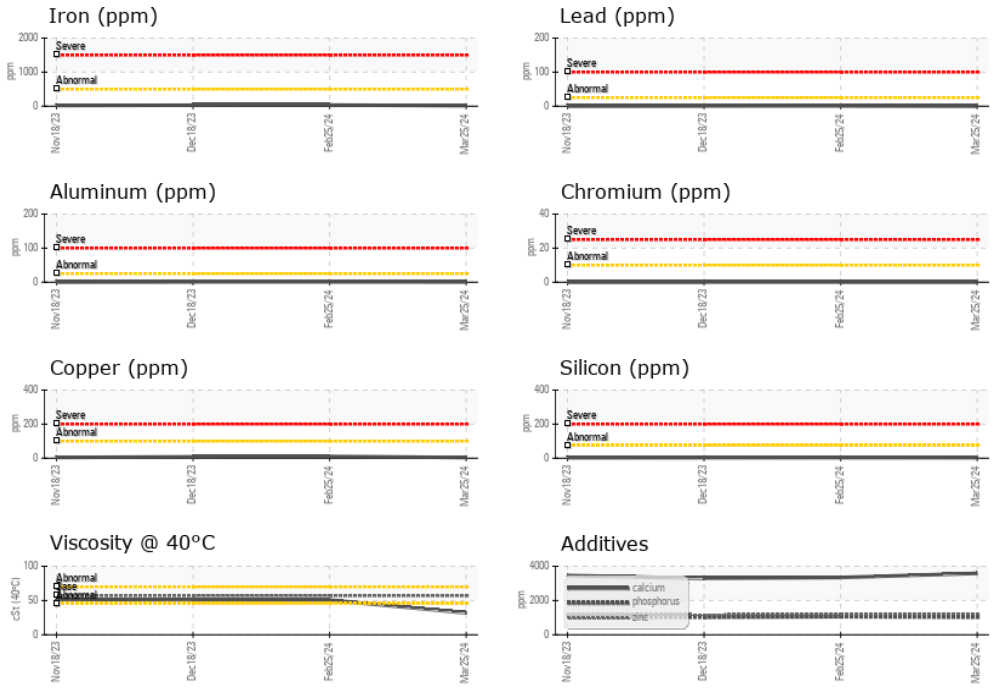 Iron (ppm)
2000
1000
0
ppm
Severe
Abnormal
Nov18/23
Dec18/23
Feb25/24
Mar25/24
Lead (ppm)
200
100
0
ppm
Severe
Abnormal
Nov18/23
Dec18/23
Feb25/24
Mar25/24
Aluminum (ppm)
200
100
0
ppm
Severe
Abnormal
Nov18/23
Dec18/23
Feb25/24
Mar25/24
Chromium (ppm)
40
20
0
ppm
Severe
Abnormal
Nov18/23
Dec18/23
Feb25/24
Mar25/24
Copper (ppm)
400
200
0
ppm
Severe
Abnormal
Nov18/23
Dec18/23
Feb25/24
Mar25/24
Silicon (ppm)
400
200
0
ppm
Severe
Abnormal
Nov18/23
Dec18/23
Feb25/24
Mar25/24
Viscosity @ 40°C
100
50
0
cSt (40°C)
Abnormal
Base
Abnormal
Nov18/23
Dec18/23
Feb25/24
Mar25/24
Additives
4000
2000
0
ppm
calcium
phosphorus
zinc
Nov18/23
Dec18/23
Feb25/24
Mar25/24